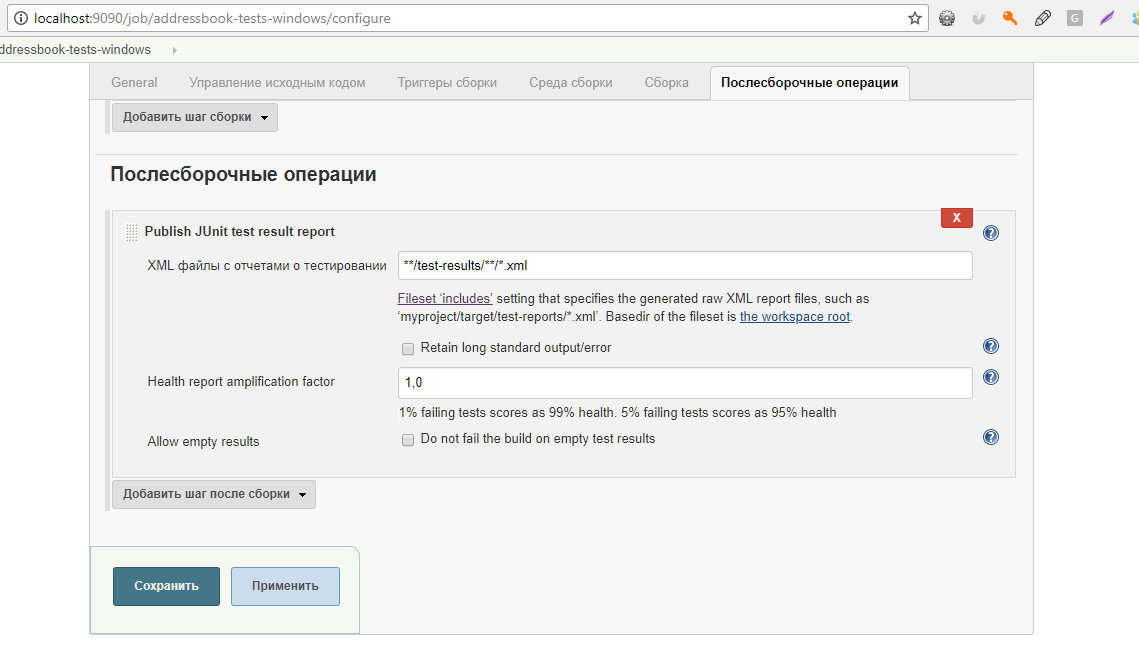 localhost:9090/job/addressbook-tests-windows/configure
G
ddressbook-tests-windows
General Управление исходным кодом Триггеры сборки Среда сборки Сборка Послесборочные операции
Добавить шаг сборки
Послесборочные операции
X
Publish JUnit test result report
?
XML файлы с отчетами о тестировании **/test-results/**/*.xml
Fileset ‘includes’ setting that specifies the generated raw XML report files, such as
‘myproject/target/test-reports/*.xml’. Basedir of the fileset is the workspace root.
Retain long standard output/error ?
Health report amplification factor 1,0 ?
1% failing tests scores as 99% health. 5% failing tests scores as 95% health
Allow empty results Do not fail the build on empty test results ?
Добавить шаг после сборки
Сохранить Применить